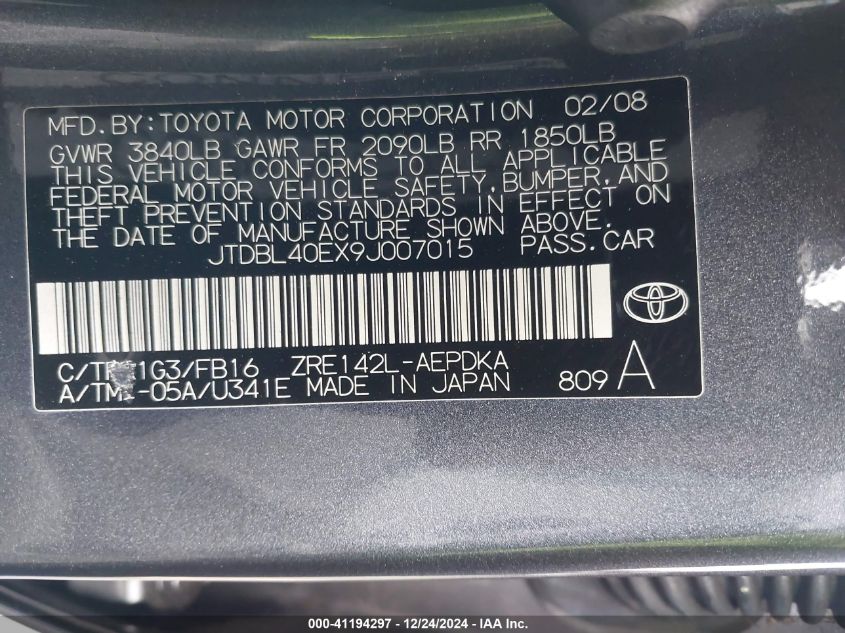 MFD.BY:TOYOTA MOTOR CORPORATION 02/08
GVWR 3840LB GAWR FR 2090LB RR 1850LB
THIS VEHICLE CONFORMS TO ALL APPLICABLE
FEDERAL MOTOR VEHICLE SAFETY,BUMPER,AND
THEFT PREVENTION STANDARDS IN EFFECT ON
THE DATE OF MANUFACTURE SHOWN ABOVE.
JTDBL40EX9J007015 PASS.CAR
ZRE142L-AEPDKA
-05A/U341E MADE IN JAPAN 809 A
000-41194297 - 12/24/2024 - IAA Inc.